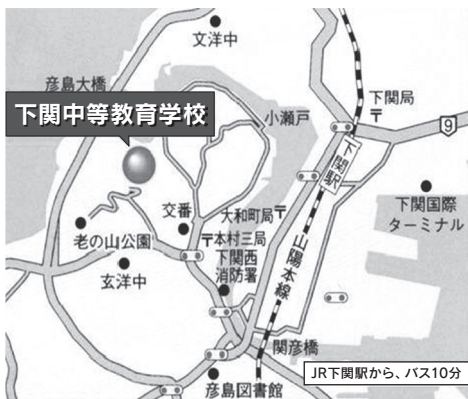 文洋中
彦島大橋
下関中等教育学校
小瀬戸
下関局
〒
9
下関駅
下関国際
ターミナル
交番
大和町局〒
老の山公園
〒本村三局
山陽本線
玄洋中
下関西
消防署
関彦橋
JR下関駅から、バス10分
彦島図書館